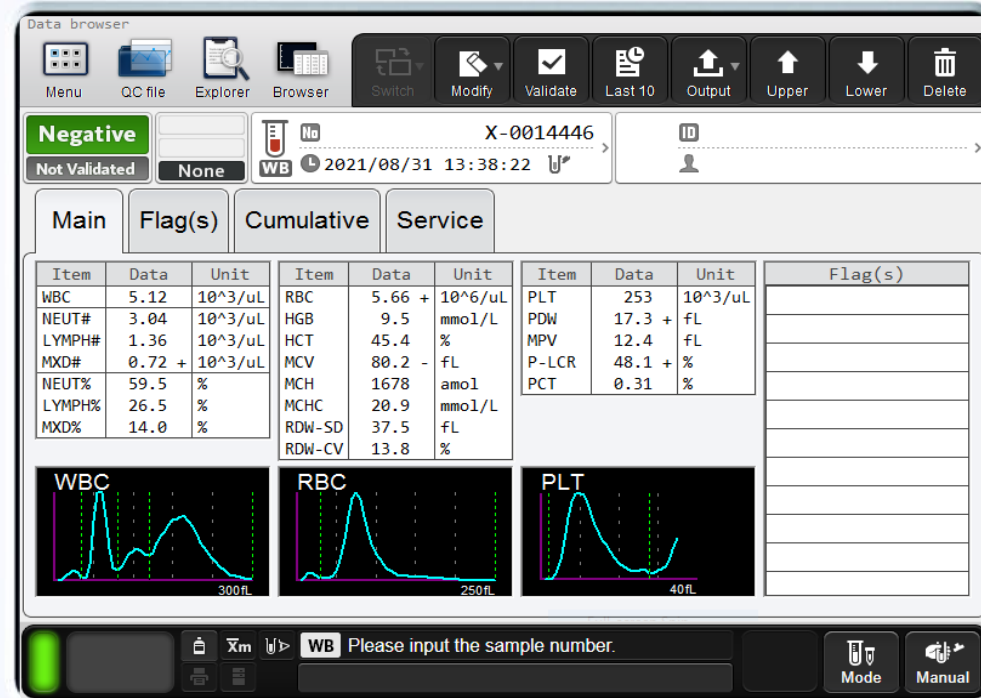 Data browser
Menu QC file Explorer Browser Switch Modify Validate Last 10 Output Upper Lower Delete
Negative No X-0014446 ID
Not Validated None WB 2021/08/31 13:38:22
Main Flag(s) Cumulative Service
Item Data Unit Item Data Unit Item Data Unit Flag(s)
WBC 5.12 10^3/uL RBC 5.66 + 10^6/uL PLT 253 10^3/uL
NEUT# 3.04 10^3/uL HGB 9.5 mmol/L PDW 17.3 + fL
LYMPH# 1.36 10^3/uL HCT 45.4 % MPV 12.4 fL
MXD# 0.72 + 10^3/uL MCV 80.2 - fL P-LCR 48.1 + %
NEUT% 59.5 % MCH 1678 amol PCT 0.31 %
LYMPH% 26.5 % MCHC 20.9 mmol/L
MXD% 14.0 % RDW-SD 37.5 fL
RDW-CV 13.8 %
WBC RBC PLT
300fL 250fL 40fL
Xm WB Please input the sample number.
Mode Manual